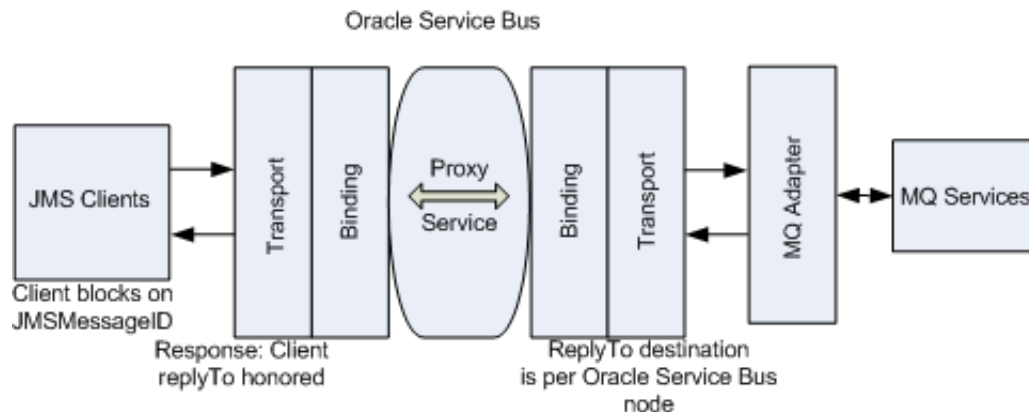 Oracle Service Bus
JMS Clients
Transport
Binding
Proxy
Service
Binding
Transport
MQ Adapter
MQ Services
Client blocks on
JMSMessageID
Response: Client
replyTo honored
ReplyTo destination
is per Oracle Service Bus
node